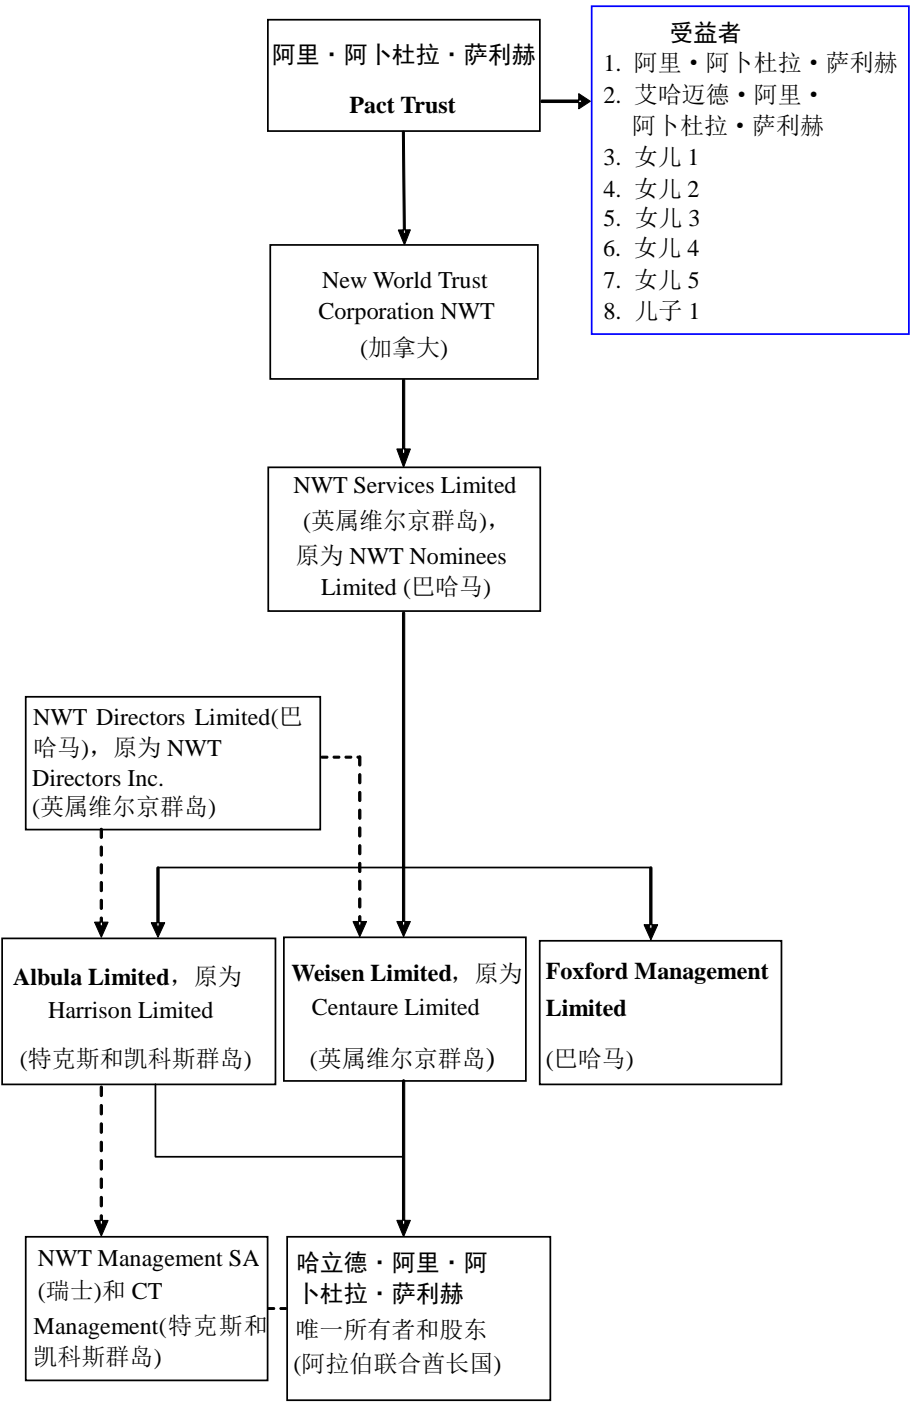 阿里·阿卜杜拉·萨利赫
Pact Trust
受益者
1. 阿里·阿卜杜拉·萨利赫
2. 艾哈迈德·阿里·
阿卜杜拉·萨利赫
3. 女儿 1
4. 女儿 2
5. 女儿 3
6. 女儿 4
7. 女儿 5
8. 儿子 1
New World Trust
Corporation NWT
(加拿大)
NWT Services Limited
(英属维尔京群岛),
原为 NWT Nominees
Limited (巴哈马)
NWT Directors Limited(巴
哈马)，原为 NWT
Directors Inc.
(英属维尔京群岛)
Albula Limited，原为
Harrison Limited
(特克斯和凯科斯群岛)
Weisen Limited，原为
Centaure Limited
(英属维尔京群岛)
Foxford Management
Limited
(巴哈马)
NWT Management SA
(瑞士)和 CT
Management(特克斯和
凯科斯群岛)
哈立德·阿里·阿
卜杜拉·萨利赫
唯一所有者和股东
(阿拉伯联合酋长国)